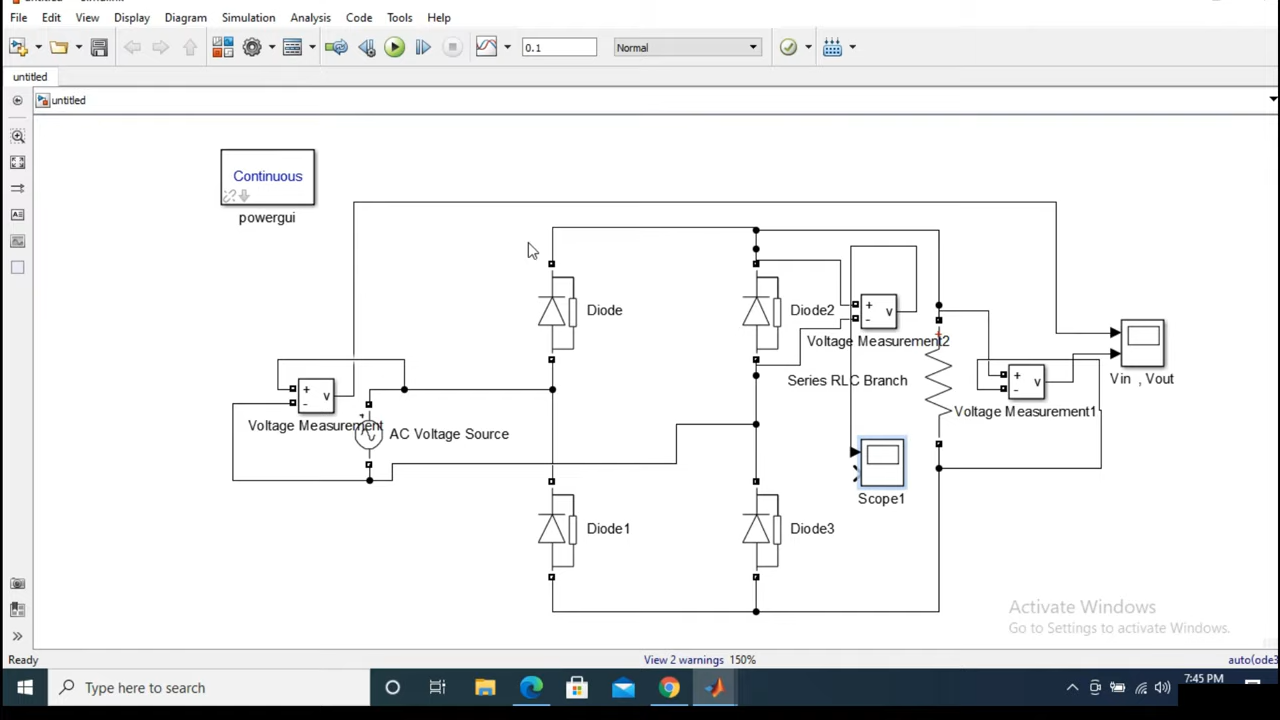 File Edit View Display Diagram Simulation Analysis Code Tools Help
0.1 Normal
untitled
untitled
Continuous
powergui
Diode
Diode2
+ - v
Voltage Measurement2
Vin , Vout
Series RLC Branch
+ - v
Voltage Measurement
+ - v
Voltage Measurement1
AC Voltage Source
Scope1
Diode1
Diode3
Activate Windows
Go to Settings to activate Windows.
Ready View 2 warnings 150% auto(ode3
Type here to search
7:45 PM